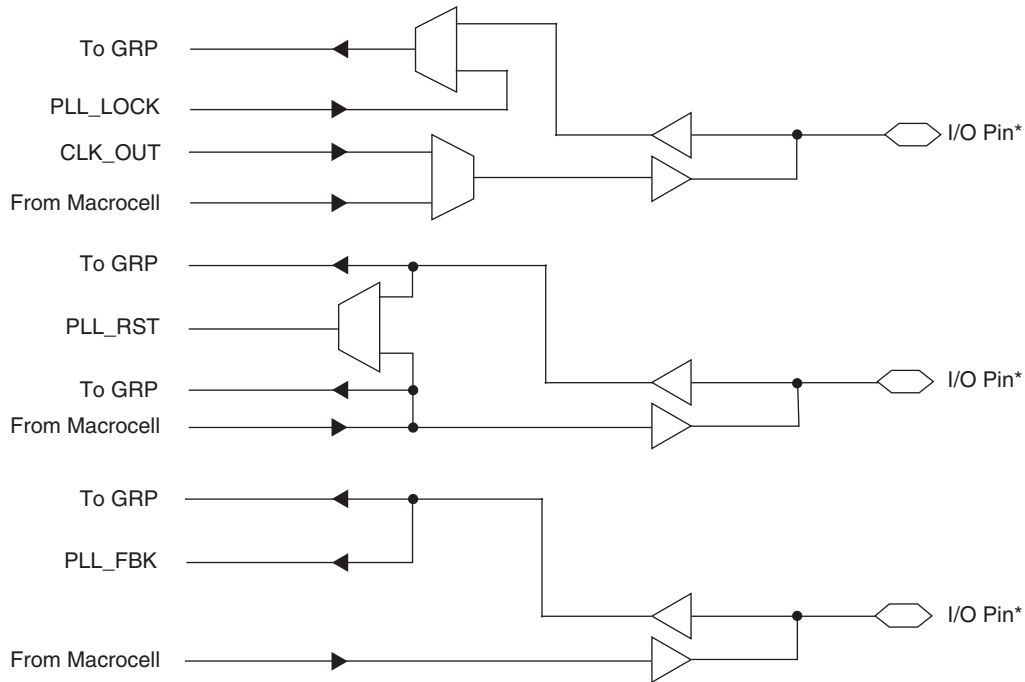 To GRP
PLL_LOCK
CLK_OUT
From Macrocell
I/O Pin*
To GRP
PLL_RST
To GRP
From Macrocell
I/O Pin*
To GRP
PLL_FBK
From Macrocell
I/O Pin*